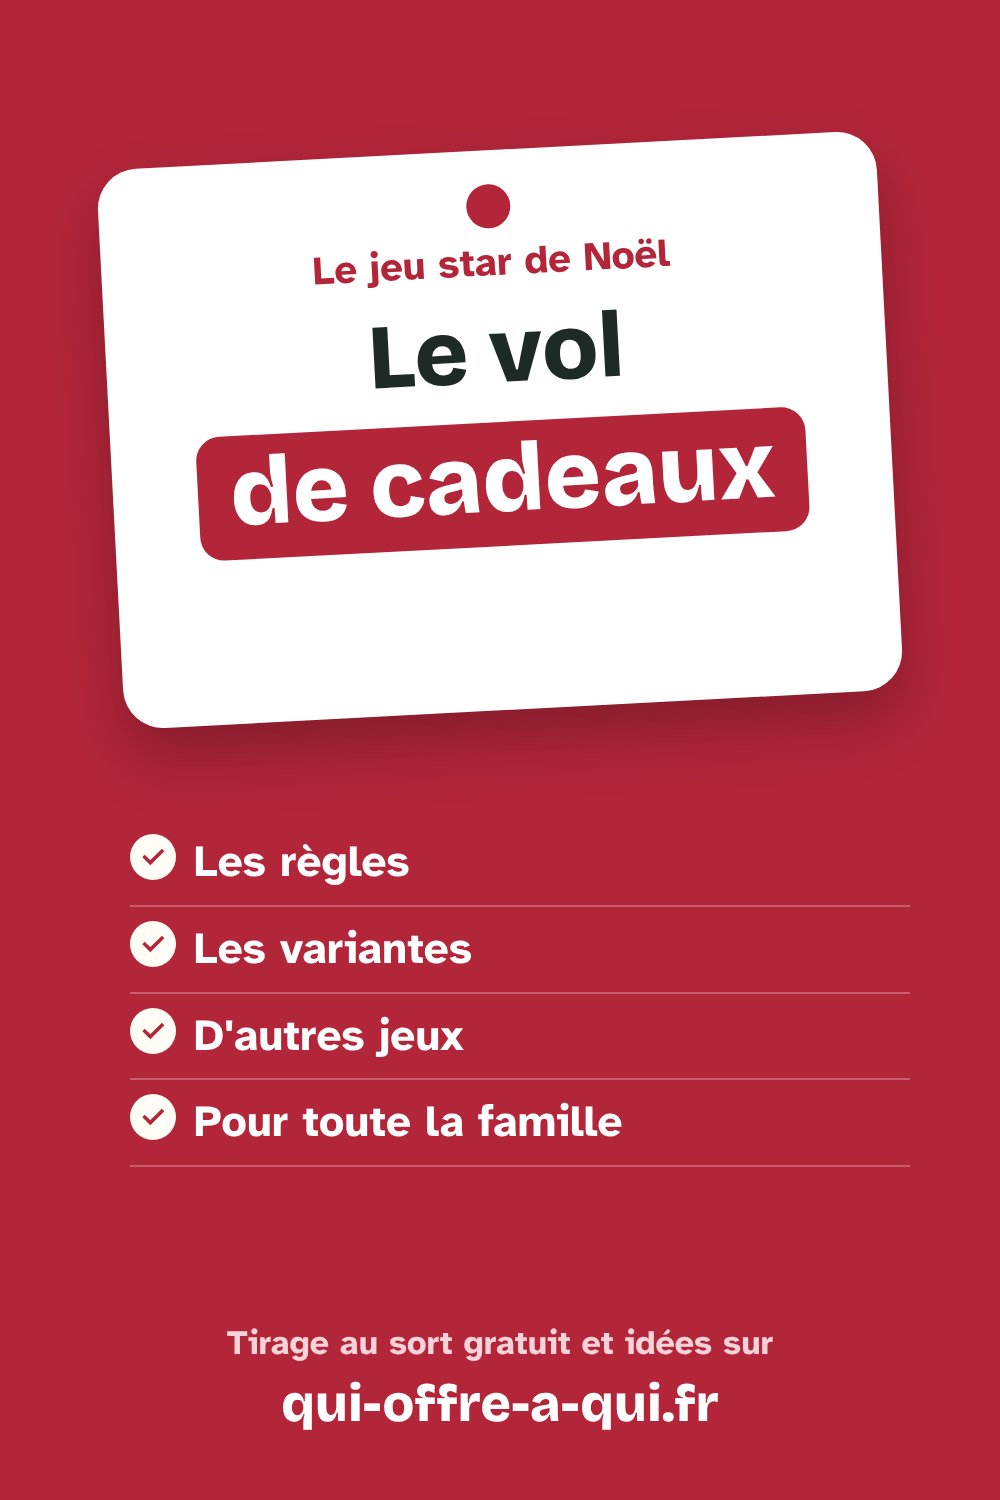 Le jeu star de Noël
Le vol
de cadeaux
Les règles
Les variantes
D'autres jeux
Pour toute la famille
Tirage au sort gratuit et idées sur
qui-offre-a-qui.fr